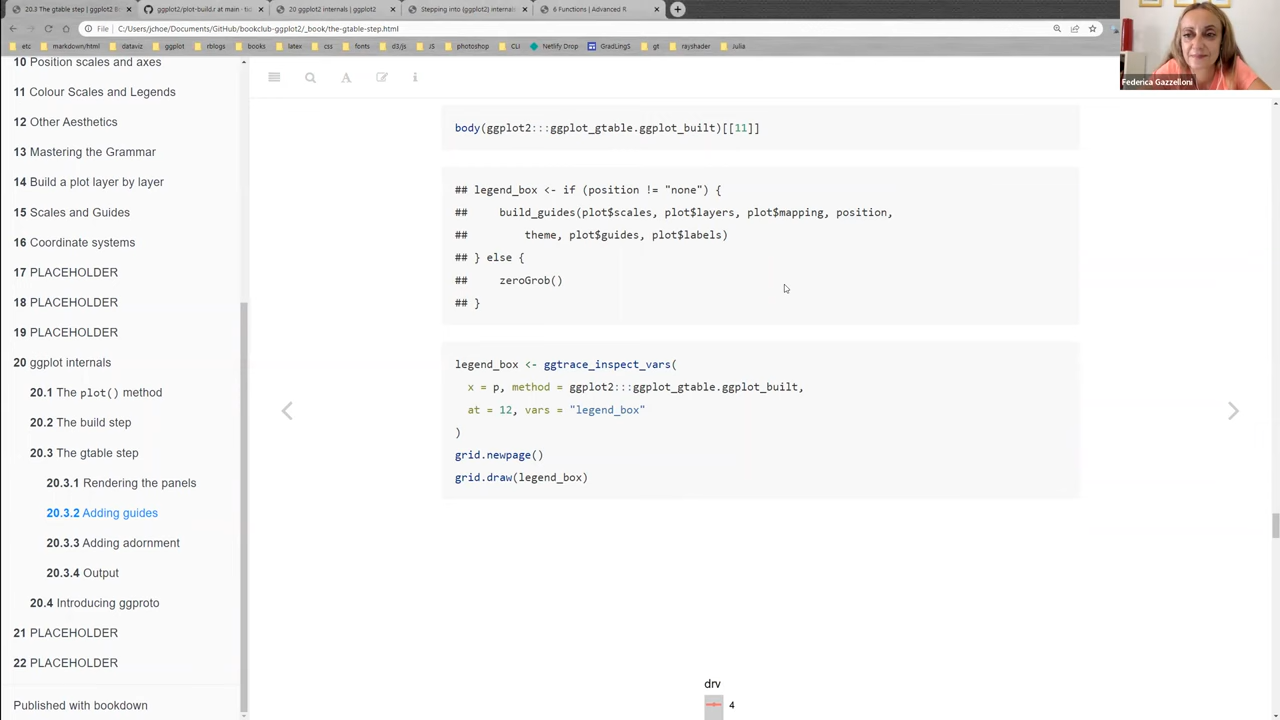 20.3 The gtable step | ggplot2 B
ggplot2/plot-build.r at main · tid
20 ggplot2 internals | ggplot2
Stepping into {ggplot2} internals
6 Functions | Advanced R
File
C:/Users/jchoe/Documents/GitHub/bookclub-ggplot2/_book/the-gtable-step.html
etc markdown/html dataviz ggplot rblogs books latex css fonts d3/js JS photoshop CLI Netlify Drop GradLingS gt rayshader Julia
Federica Gazzelloni
10 Position scales and axes
11 Colour Scales and Legends
12 Other Aesthetics
13 Mastering the Grammar
14 Build a plot layer by layer
15 Scales and Guides
16 Coordinate systems
17 PLACEHOLDER
18 PLACEHOLDER
19 PLACEHOLDER
20 ggplot internals
20.1 The plot() method
20.2 The build step
20.3 The gtable step
20.3.1 Rendering the panels
20.3.2 Adding guides
20.3.3 Adding adornment
20.3.4 Output
20.4 Introducing ggproto
21 PLACEHOLDER
22 PLACEHOLDER
Published with bookdown
body(ggplot2:::ggplot_gtable.ggplot_built)[[11]]
## legend_box <- if (position != "none") {
##     build_guides(plot$scales, plot$layers, plot$mapping, position,
##         theme, plot$guides, plot$labels)
## } else {
##     zeroGrob()
## }
legend_box <- ggtrace_inspect_vars(
  x = p, method = ggplot2:::ggplot_gtable.ggplot_built,
  at = 12, vars = "legend_box"
)
grid.newpage()
grid.draw(legend_box)
drv
4